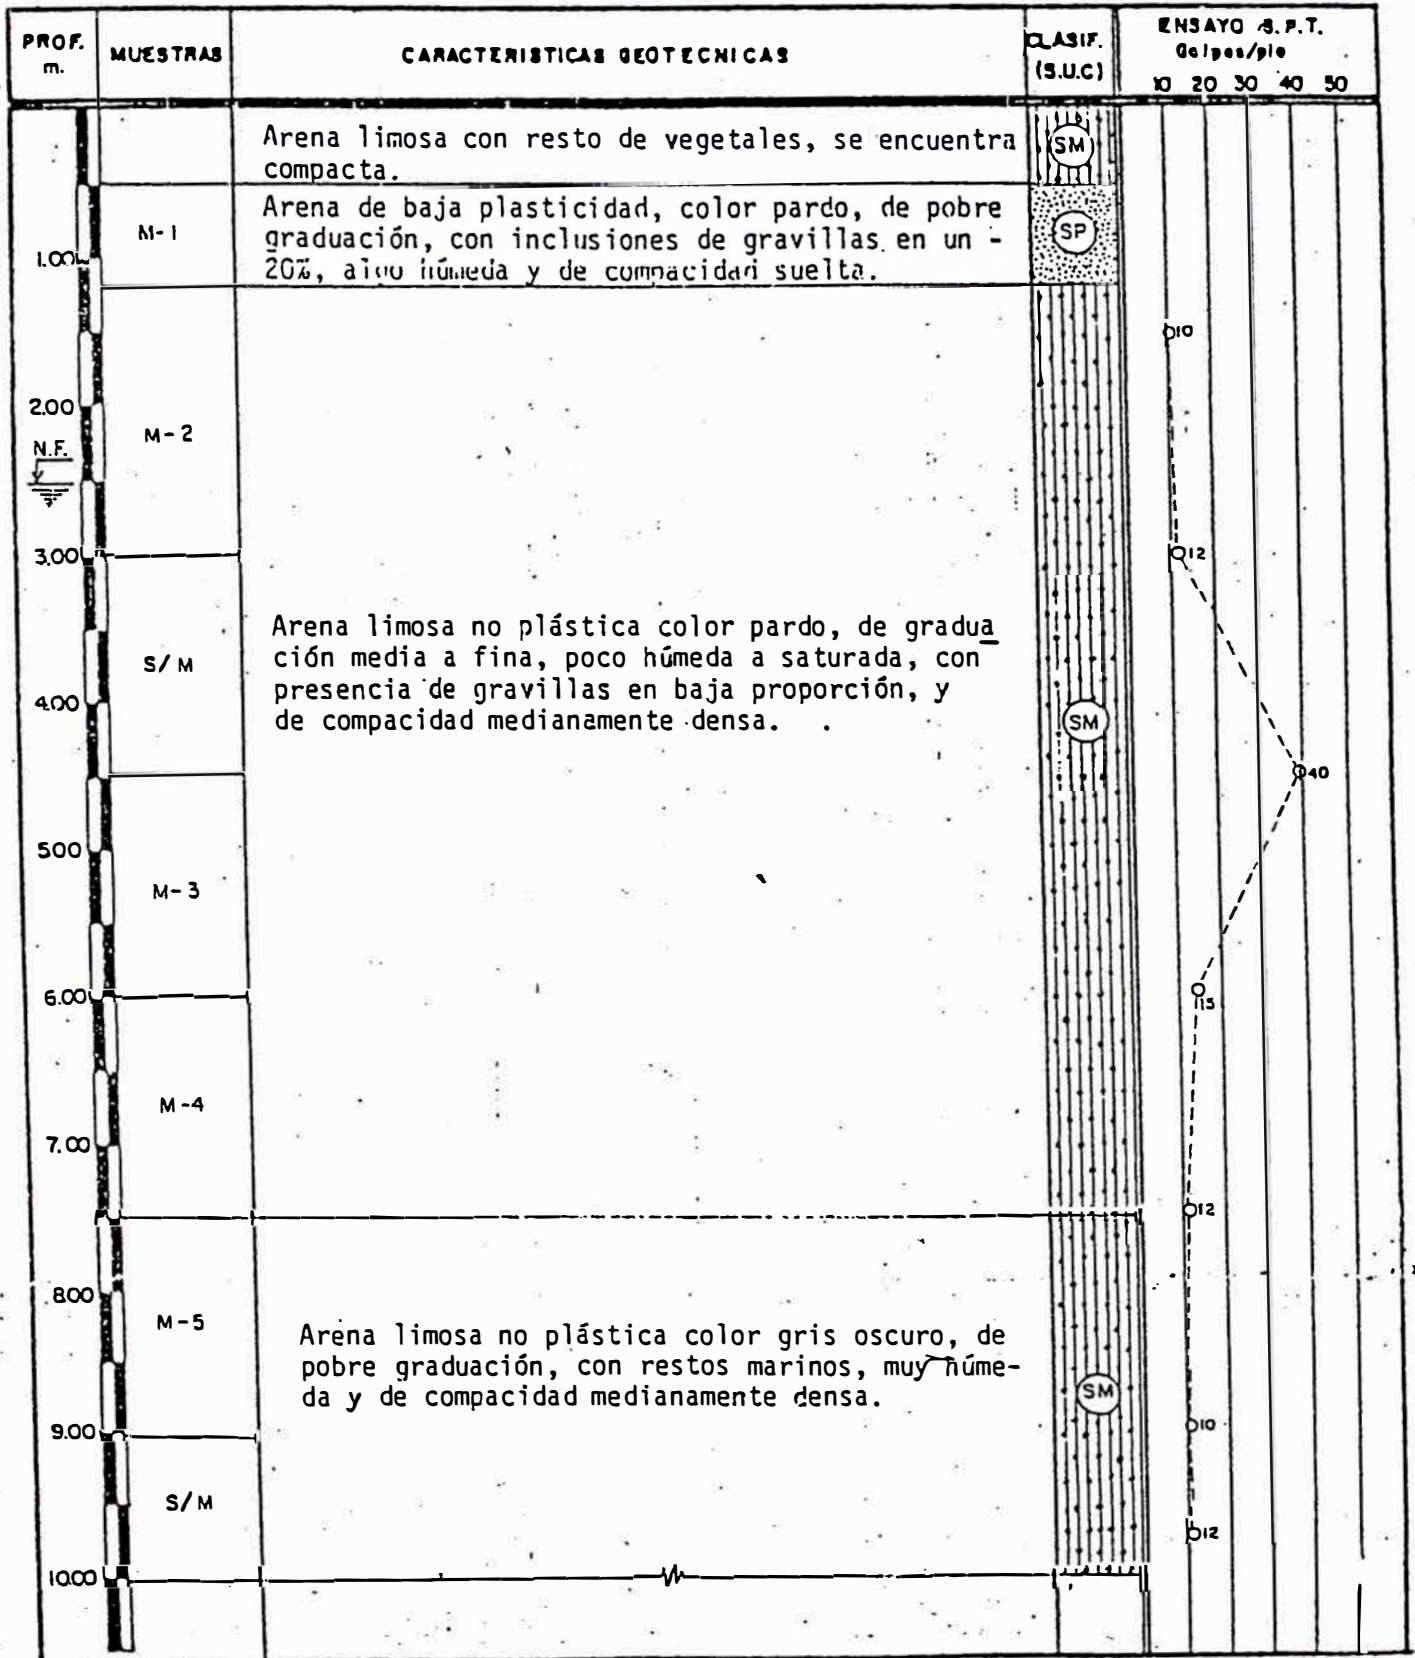 PROF. m.
MUESTRAS
CARACTERISTICAS GEOTECNICAS
CLASIF. (S.U.C)
ENSAYO S.P.T.
Golpes/pie
10 20 30 40 50
Arena limosa con resto de vegetales, se encuentra
compacta.
SM
M-1
Arena de baja plasticidad, color pardo, de pobre
graduación, con inclusiones de gravillas en un -
20%, algo húmeda y de compacidad suelta.
SP
1.00
10
2.00
M-2
N.F.
3.00
12
S/M
Arena limosa no plástica color pardo, de gradua
ción media a fina, poco húmeda a saturada, con
presencia de gravillas en baja proporción, y
de compacidad medianamente densa.
SM
4.00
40
5.00
M-3
6.00
15
M-4
7.00
12
8.00
M-5
Arena limosa no plástica color gris oscuro, de
pobre graduación, con restos marinos, muy húme-
da y de compacidad medianamente densa.
SM
9.00
10
S/M
12
10.00